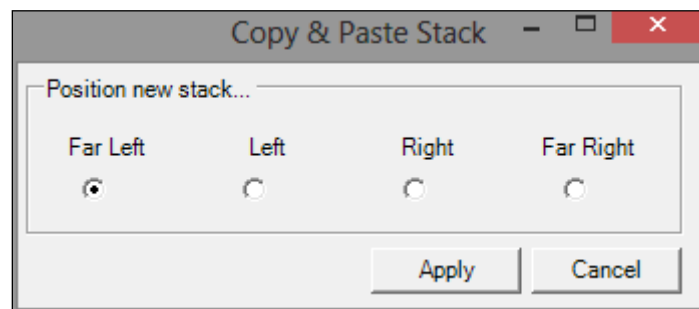 Copy & Paste Stack
Position new stack...
Far Left Left Right Far Right
Apply Cancel